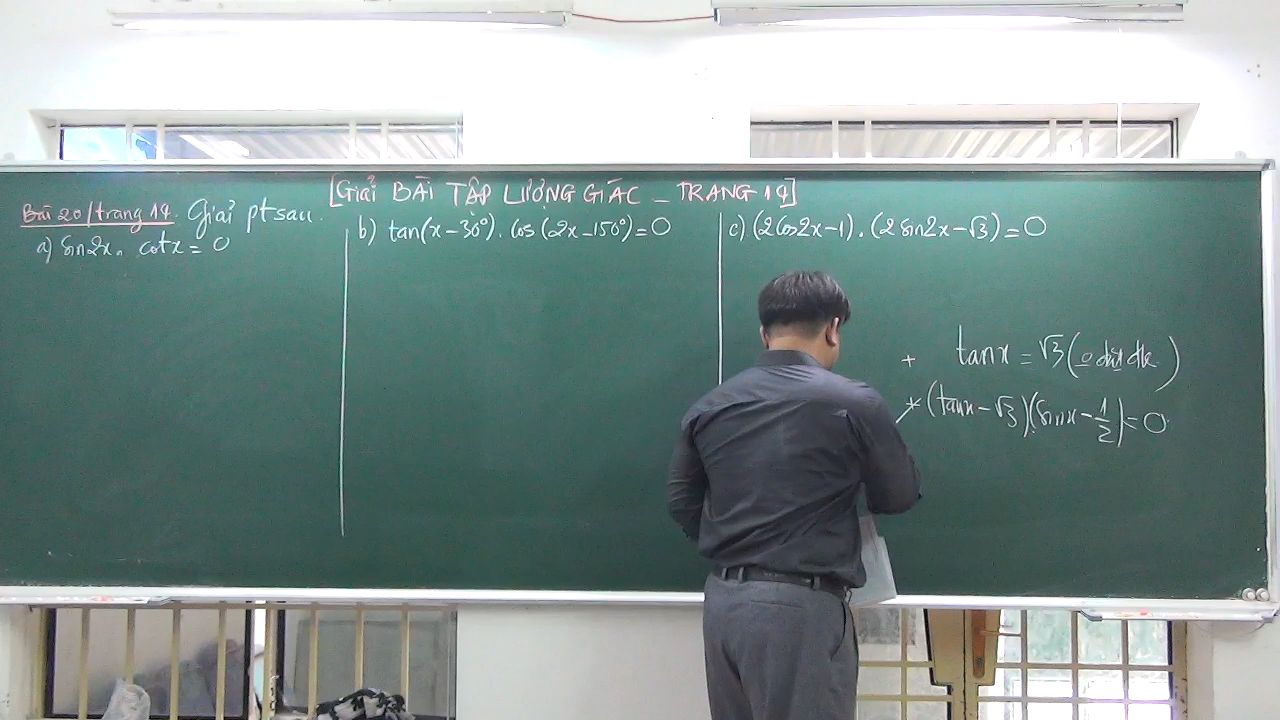 [Giải BÀI TẬP LƯỢNG GIÁC _ TRANG 14]
Bài 20/trang 14. Giải pt sau.
a) sin2x. cotx = 0
b) tan(x-30°). cos(2x-150°) = 0
c) (2cos2x-1).(2sin2x-√3) = 0
+ tanx = √3 (
* (tanx-√3)(sinx-1/2)=0